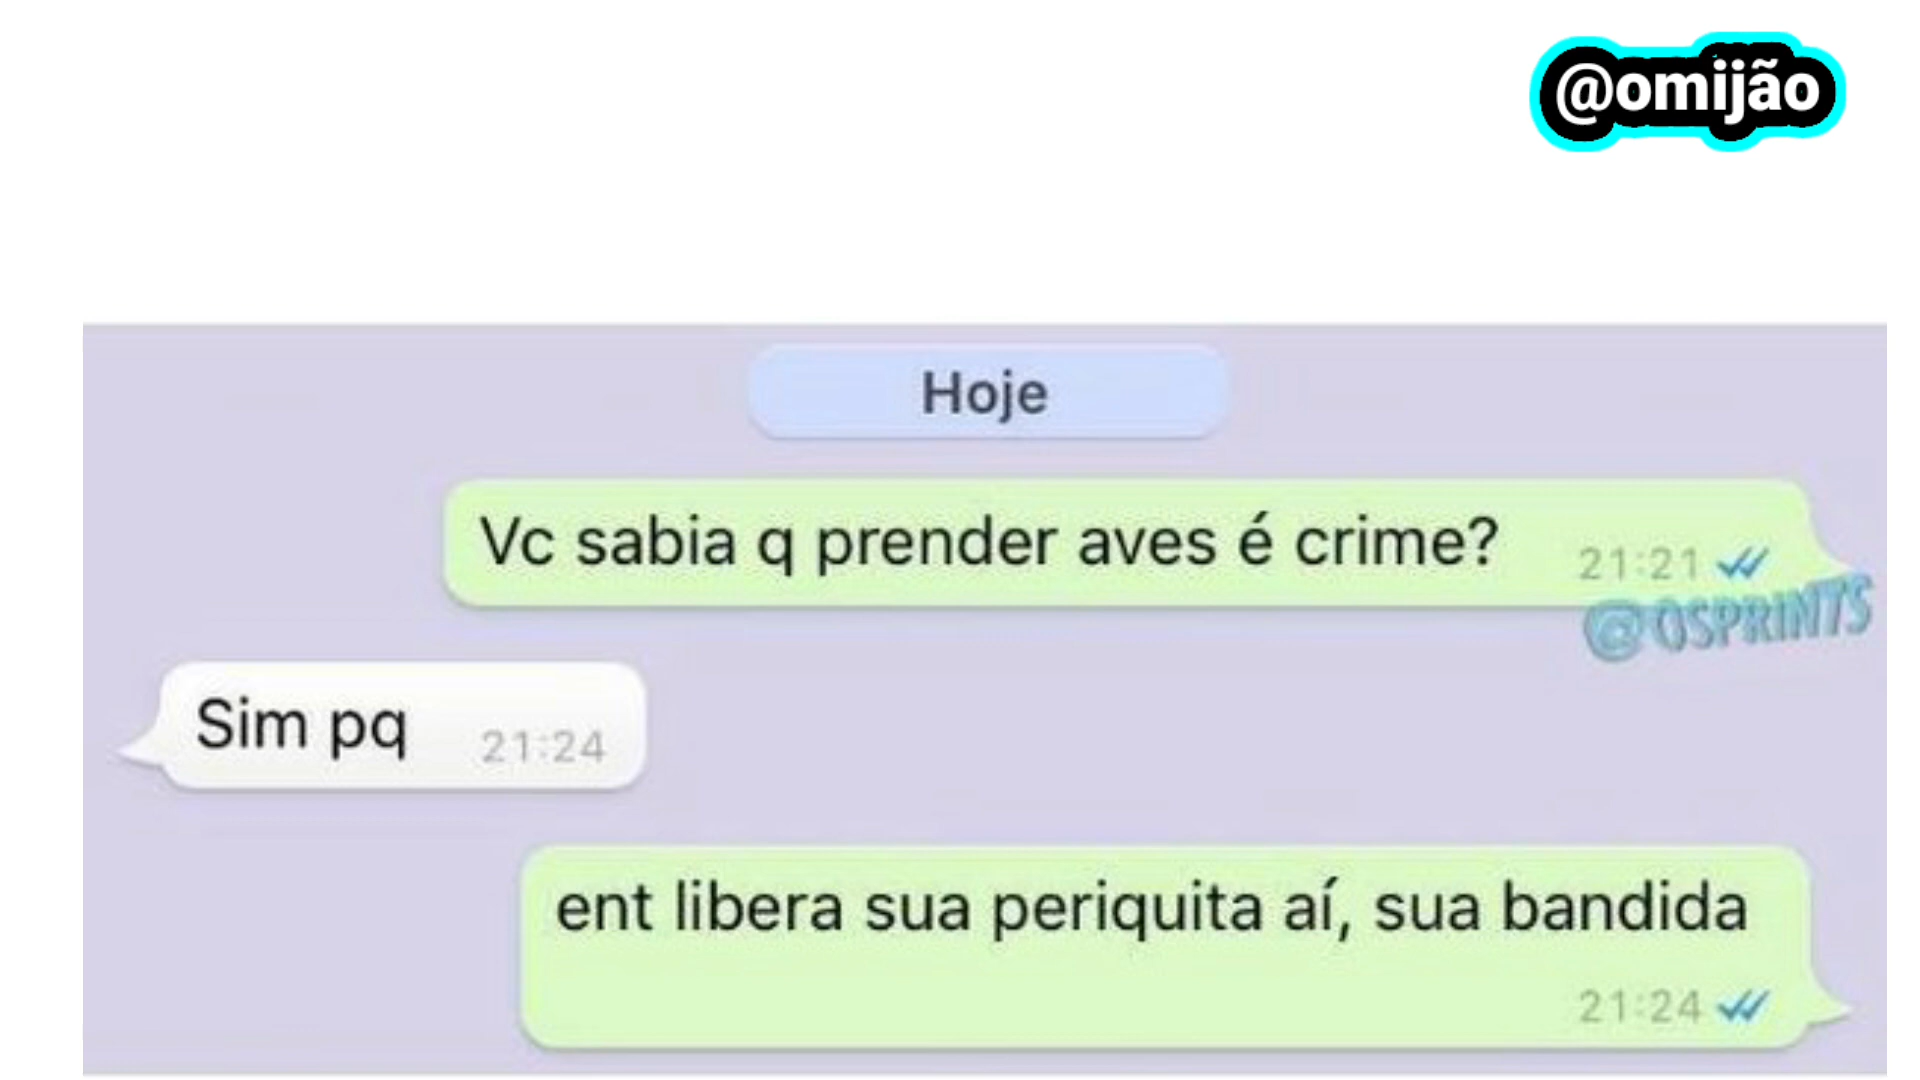 @omijão
Hoje
Vc sabia q prender aves é crime?
21:21
@OSPRINTS
Sim pq
21:24
ent libera sua periquita aí, sua bandida
21:24